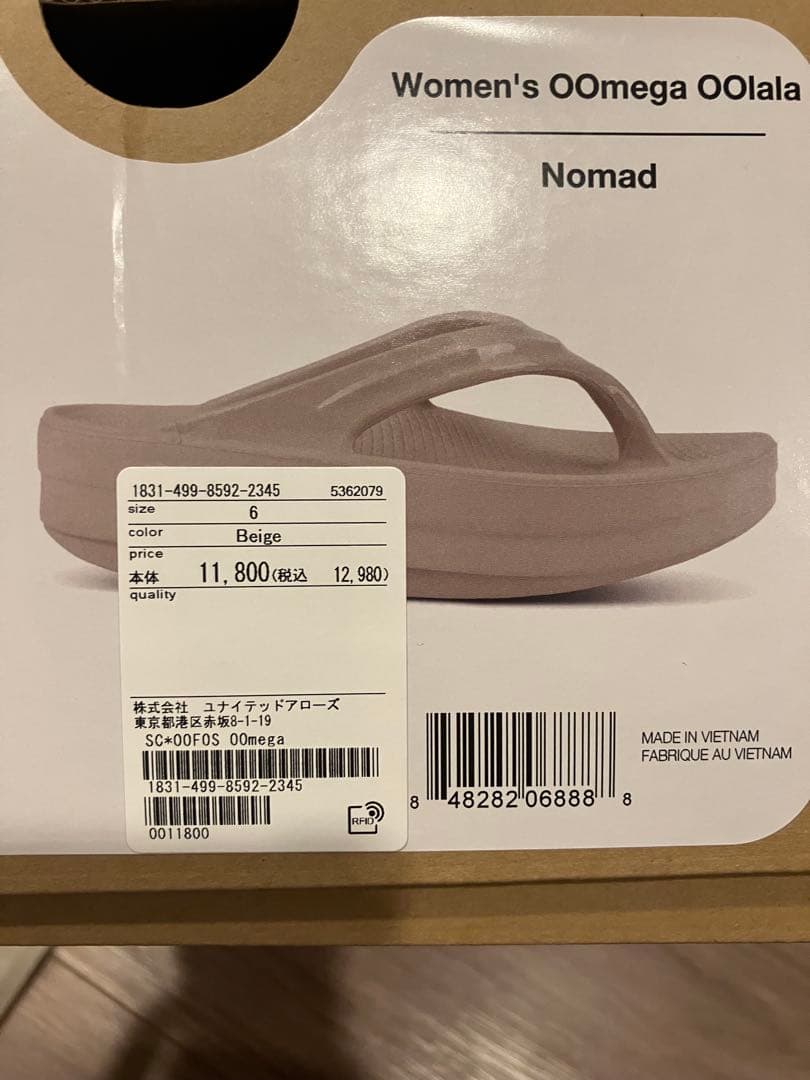 Women's OOmega OOlala
Nomad
1831-499-8592-2345 5362079
size 6
color Beige
price
本体 11,800(税込 12,980)
quality
株式会社 ユナイテッドアローズ
東京都港区赤坂8-1-19
SC*OOFOS OOmega
1831-499-8592-2345
0011800
RFID
8 48282 06888 8
MADE IN VIETNAM
FABRIQUE AU VIETNAM